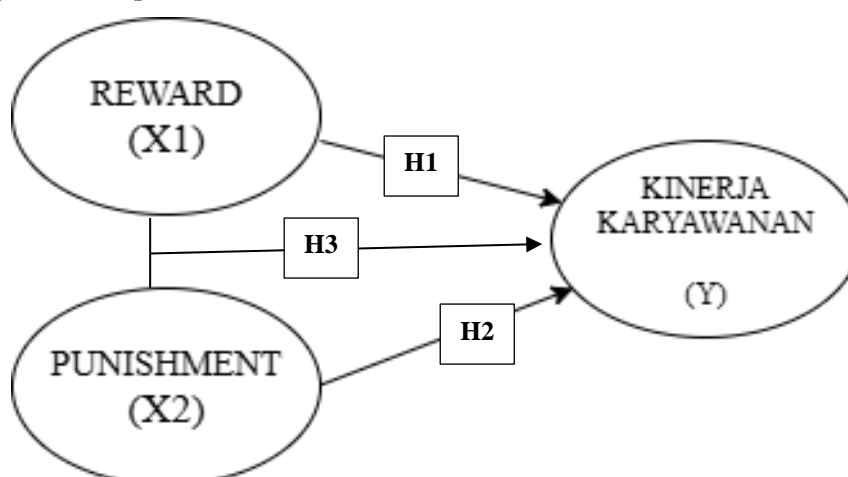 REWARD
(X1)
H1
KINERJA
KARYAWANAN
(Y)
H3
H2
PUNISHMENT
(X2)